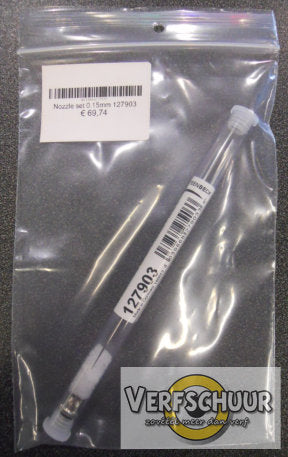 Nozzle set 0.15mm 127903
€ 69,74
127903
VERFSCHUUR
zoveel meer dan verf